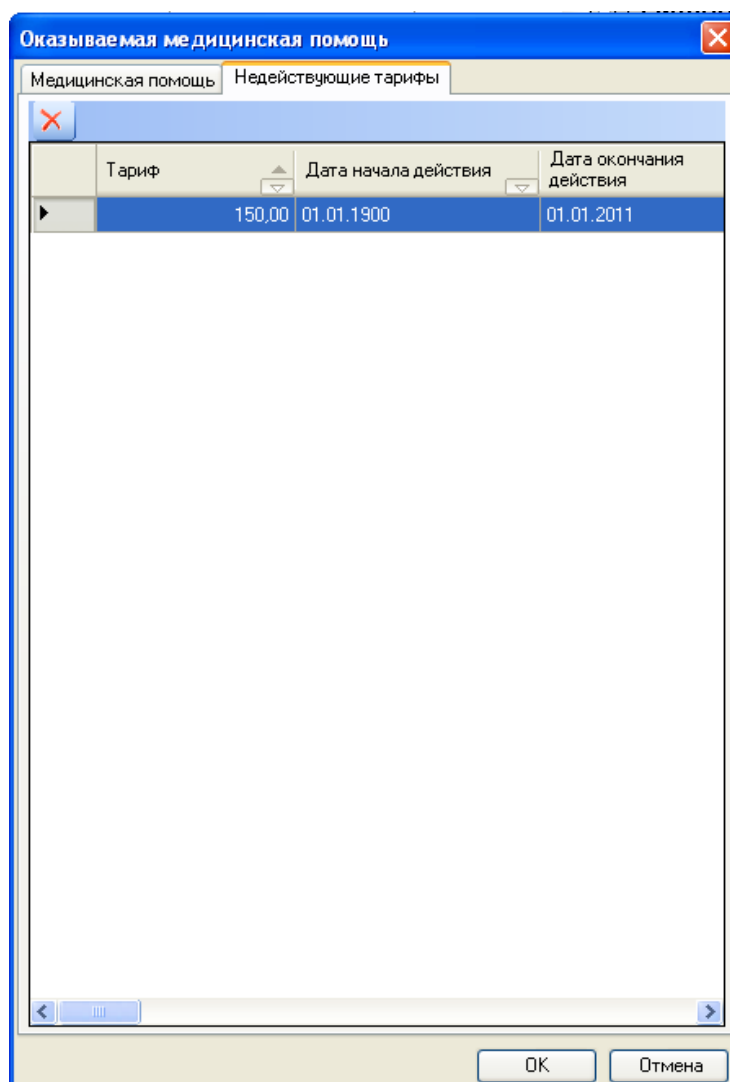 Оказываемая медицинская помощь
Медицинская помощь Недействующие тарифы
Тариф Дата начала действия Дата окончания
действия
150,00 01.01.1900 01.01.2011
OK Отмена